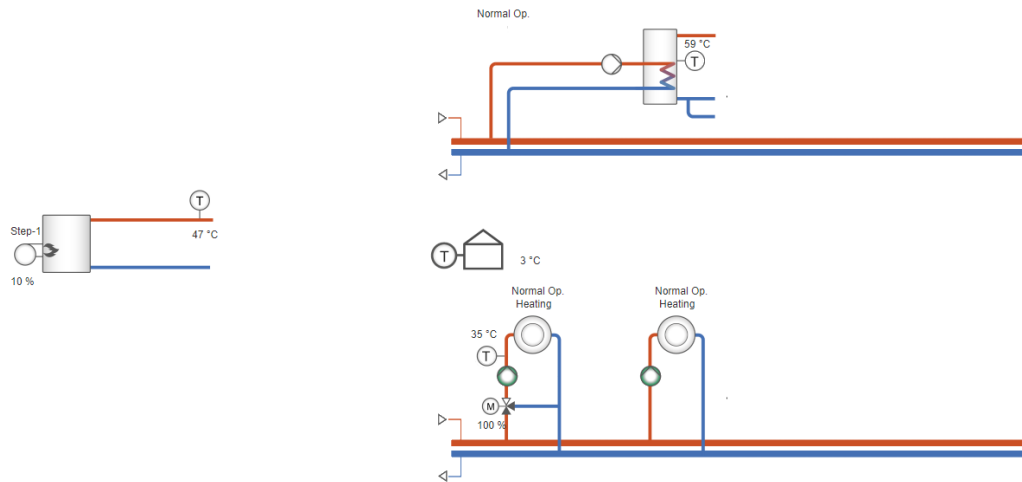 Normal Op.
59 °C
T
T
Step-1
47 °C
10 %
T
3 °C
Normal Op.
Heating
Normal Op.
Heating
35 °C
T
M
100 %